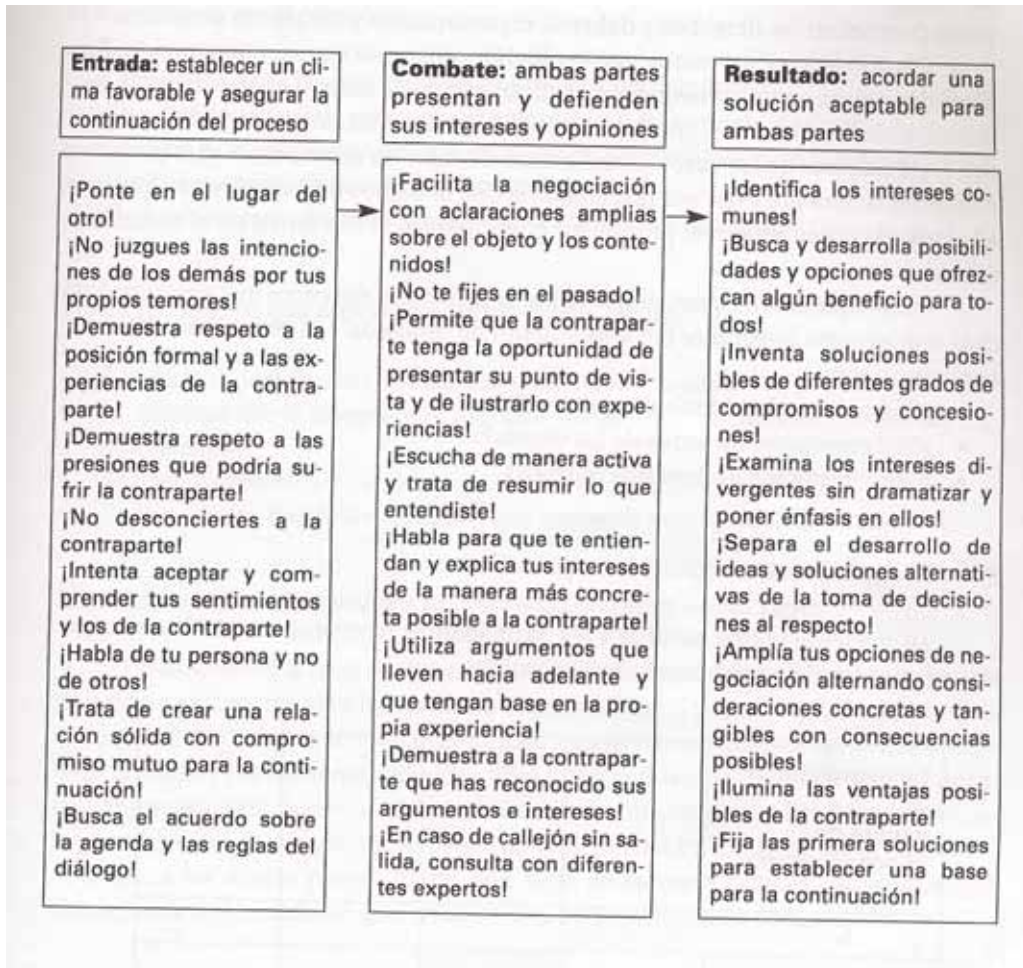 Entrada: establecer un cli-
ma favorable y asegurar la
continuación del proceso
¡Ponte en el lugar del
otro!
¡No juzgues las intencio-
nes de los demás por tus
propios temores!
¡Demuestra respeto a la
posición formal y a las ex-
periencias de la contra-
parte!
¡Demuestra respeto a las
presiones que podría su-
frir la contraparte!
¡No desconciertes a la
contraparte!
¡Intenta aceptar y com-
prender tus sentimientos
y los de la contraparte!
¡Habla de tu persona y no
de otros!
¡Trata de crear una rela-
ción sólida con compro-
miso mutuo para la conti-
nuación!
¡Busca el acuerdo sobre
la agenda y las reglas del
diálogo!
Combate: ambas partes
presentan y defienden
sus intereses y opiniones
¡Facilita la negociación
con aclaraciones amplias
sobre el objeto y los conte-
nidos!
¡No te fijes en el pasado!
¡Permite que la contrapar-
te tenga la oportunidad de
presentar su punto de vis-
ta y de ilustrarlo con expe-
riencias!
¡Escucha de manera activa
y trata de resumir lo que
entendiste!
¡Habla para que te entien-
dan y explica tus intereses
de la manera más concre-
ta posible a la contraparte!
¡Utiliza argumentos que
lleven hacia adelante y
que tengan base en la pro-
pia experiencia!
¡Demuestra a la contrapar-
te que has reconocido sus
argumentos e intereses!
¡En caso de callejón sin sa-
lida, consulta con diferen-
tes expertos!
Resultado: acordar una
solución aceptable para
ambas partes
¡Identifica los intereses co-
munes!
¡Busca y desarrolla posibili-
dades y opciones que ofrez-
can algún beneficio para to-
dos!
¡Inventa soluciones posi-
bles de diferentes grados de
compromisos y concesio-
nes!
¡Examina los intereses di-
vergentes sin dramatizar y
poner énfasis en ellos!
¡Separa el desarrollo de
ideas y soluciones alternati-
vas de la toma de decisio-
nes al respecto!
¡Amplía tus opciones de ne-
gociación alternando consi-
deraciones concretas y tan-
gibles con consecuencias
posibles!
¡Ilumina las ventajas posi-
bles de la contraparte!
¡Fija las primera soluciones
para establecer una base
para la continuación!